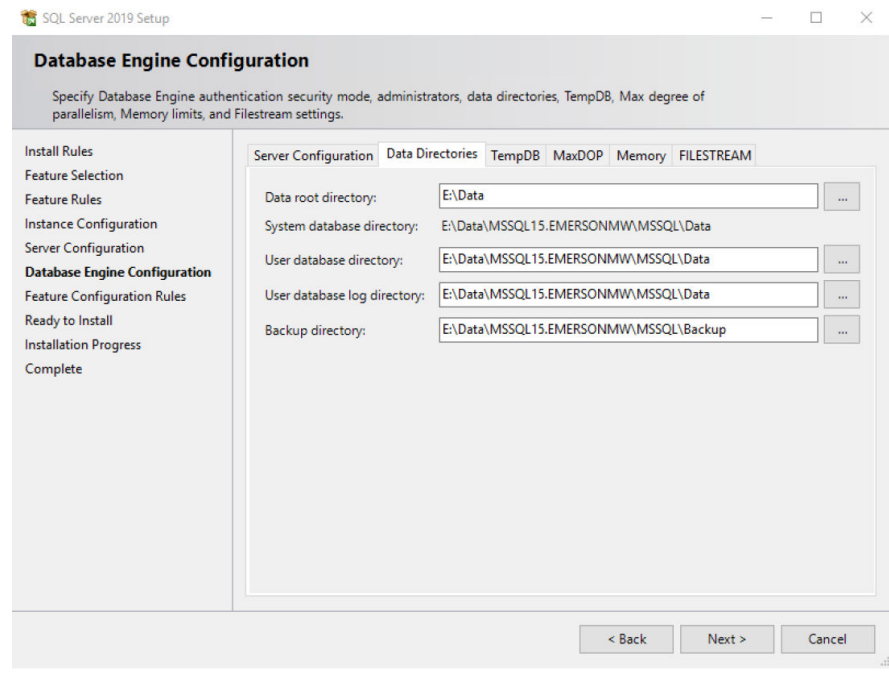 SQL Server 2019 Setup
Database Engine Configuration
Specify Database Engine authentication security mode, administrators, data directories, TempDB, Max degree of
parallelism, Memory limits, and Filestream settings.
Install Rules
Feature Selection
Feature Rules
Instance Configuration
Server Configuration
Database Engine Configuration
Feature Configuration Rules
Ready to Install
Installation Progress
Complete
Server Configuration Data Directories TempDB MaxDOP Memory FILESTREAM
Data root directory: E:\Data ...
System database directory: E:\Data\MSSQL15.EMERSONMW\MSSQL\Data
User database directory: E:\Data\MSSQL15.EMERSONMW\MSSQL\Data ...
User database log directory: E:\Data\MSSQL15.EMERSONMW\MSSQL\Data ...
Backup directory: E:\Data\MSSQL15.EMERSONMW\MSSQL\Backup ...
< Back Next > Cancel